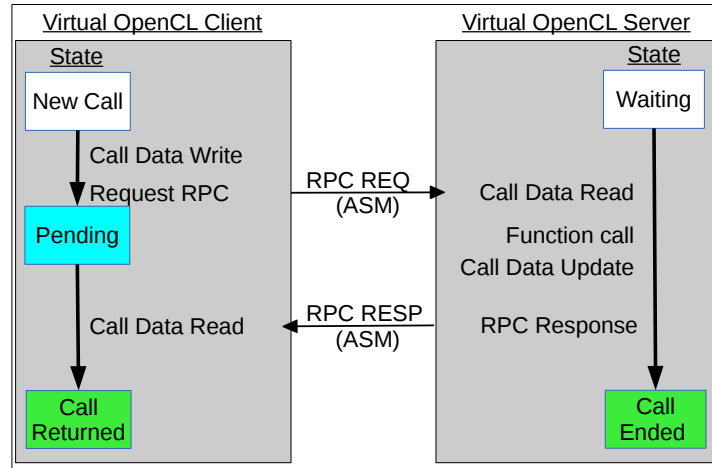 Virtual OpenCL Client
State
New Call
Call Data Write
Request RPC
Pending
Call Data Read
Call
Returned
RPC REQ
(ASM)
RPC RESP
(ASM)
Virtual OpenCL Server
State
Waiting
Call Data Read
Function call
Call Data Update
RPC Response
Call
Ended